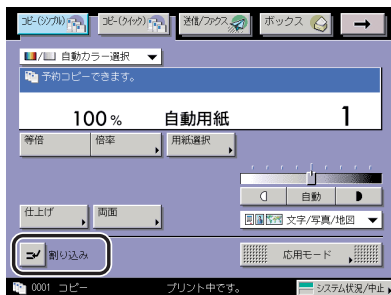 コピー(シンプル) コピー(クイック) 送信/ファクス ボックス
自動カラー選択
予約コピーできます。
100% 自動用紙 1
等倍 倍率 用紙選択
自動
仕上げ 両面
文字/写真/地図
割り込み
応用モード
0001 コピー プリント中です。 システム状況/中止